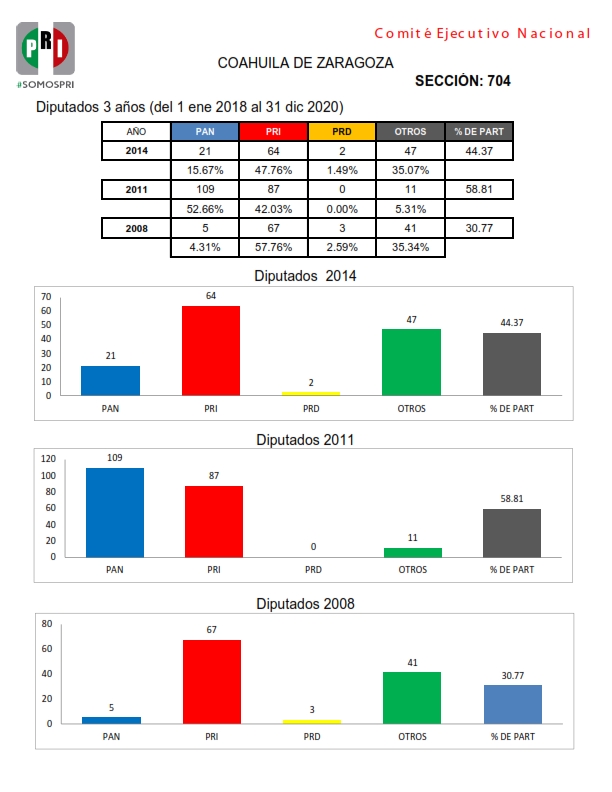 PRI
#SOMOSPRI
Comité Ejecutivo Nacional
COAHUILA DE ZARAGOZA
SECCIÓN: 704
Diputados 3 años (del 1 ene 2018 al 31 dic 2020)
AÑO PAN PRI PRD OTROS % DE PART
2014 21 64 2 47 44.37
15.67% 47.76% 1.49% 35.07%
2011 109 87 0 11 58.81
52.66% 42.03% 0.00% 5.31%
2008 5 67 3 41 30.77
4.31% 57.76% 2.59% 35.34%
Diputados 2014
70
60
50
40
30
20
10
0
21 64 2 47 44.37
PAN PRI PRD OTROS % DE PART
Diputados 2011
120
100
80
60
40
20
0
109 87 0 11 58.81
PAN PRI PRD OTROS % DE PART
Diputados 2008
80
60
40
20
0
5 67 3 41 30.77
PAN PRI PRD OTROS % DE PART